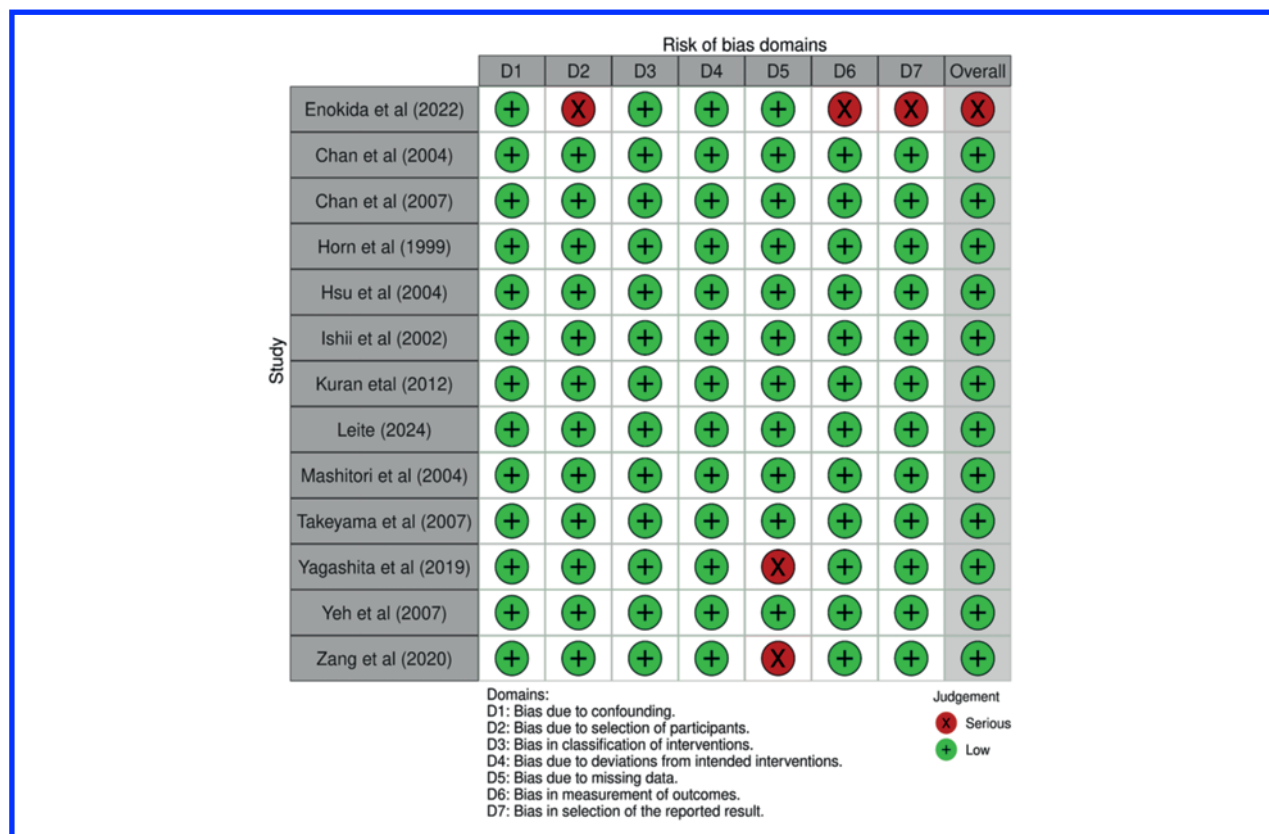 Risk of bias domains
D1 D2 D3 D4 D5 D6 D7 Overall
Study
Enokida et al (2022) + X + + + X X X
Chan et al (2004) + + + + + + + +
Chan et al (2007) + + + + + + + +
Horn et al (1999) + + + + + + + +
Hsu et al (2004) + + + + + + + +
Ishii et al (2002) + + + + + + + +
Kuran etal (2012) + + + + + + + +
Leite (2024) + + + + + + + +
Mashitori et al (2004) + + + + + + + +
Takeyama et al (2007) + + + + + + + +
Yagashita et al (2019) + + + + X + + +
Yeh et al (2007) + + + + + + + +
Zang et al (2020) + + + + X + + +
Domains:
D1: Bias due to confounding.
D2: Bias due to selection of participants.
D3: Bias in classification of interventions.
D4: Bias due to deviations from intended interventions.
D5: Bias due to missing data.
D6: Bias in measurement of outcomes.
D7: Bias in selection of the reported result.
Judgement
X Serious
+ Low